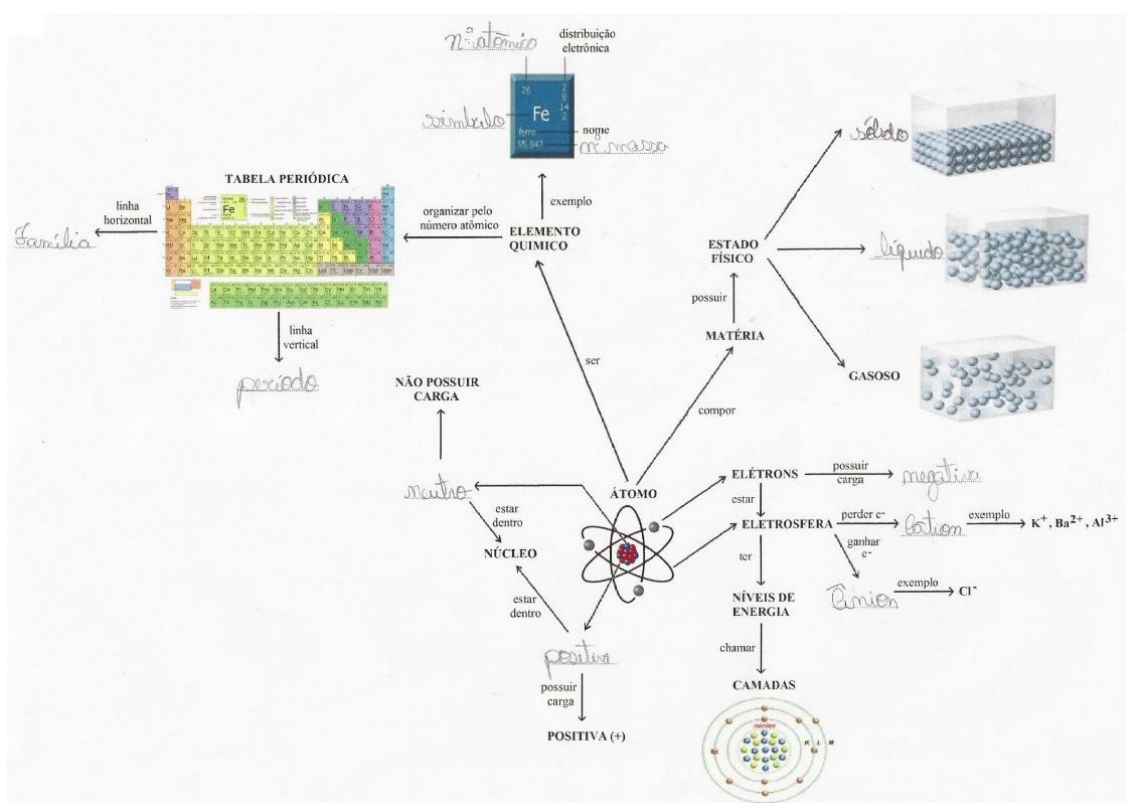 nº atômico
distribuição
eletrônica
26
2
8
14
2
Fe
símbolo
ferro
nome
55,847
nº massa
exemplo
sólido
TABELA PERIÓDICA
Fe
linha
horizontal
Família
organizar pelo
número atômico
ELEMENTO
QUIMICO
ESTADO
FÍSICO
líquido
possuir
linha
vertical
MATÉRIA
período
ser
GASOSO
NÃO POSSUIR
CARGA
compor
neutro
ÁTOMO
ELÉTRONS
possuir
carga
negativa
estar
estar
dentro
NÚCLEO
ELETROSFERA
perder e-
Cátion
exemplo
K+, Ba2+, Al3+
ganhar
e-
ter
Ânion
exemplo
Cl-
estar
dentro
NÍVEIS DE
ENERGIA
positiva
chamar
possuir
carga
CAMADAS
POSITIVA (+)
K L M